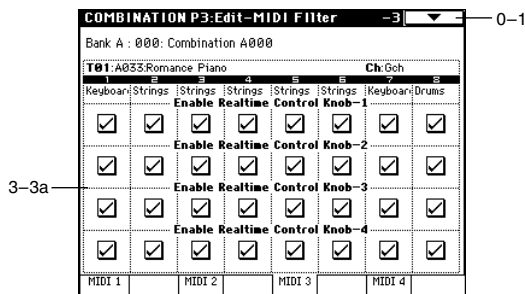 COMBINATION P3:Edit-MIDI FIlter -3 0–1
Bank A : 000: Combination A000
T01:A033:Romance Piano Ch:Gch
1 2 3 4 5 6 7 8
Keyboar Strings Strings Strings Strings Strings Keyboar Drums
Enable Realtime Control Knob-1
Enable Realtime Control Knob-2
3–3a
Enable Realtime Control Knob-3
Enable Realtime Control Knob-4
MIDI 1 MIDI 2 MIDI 3 MIDI 4